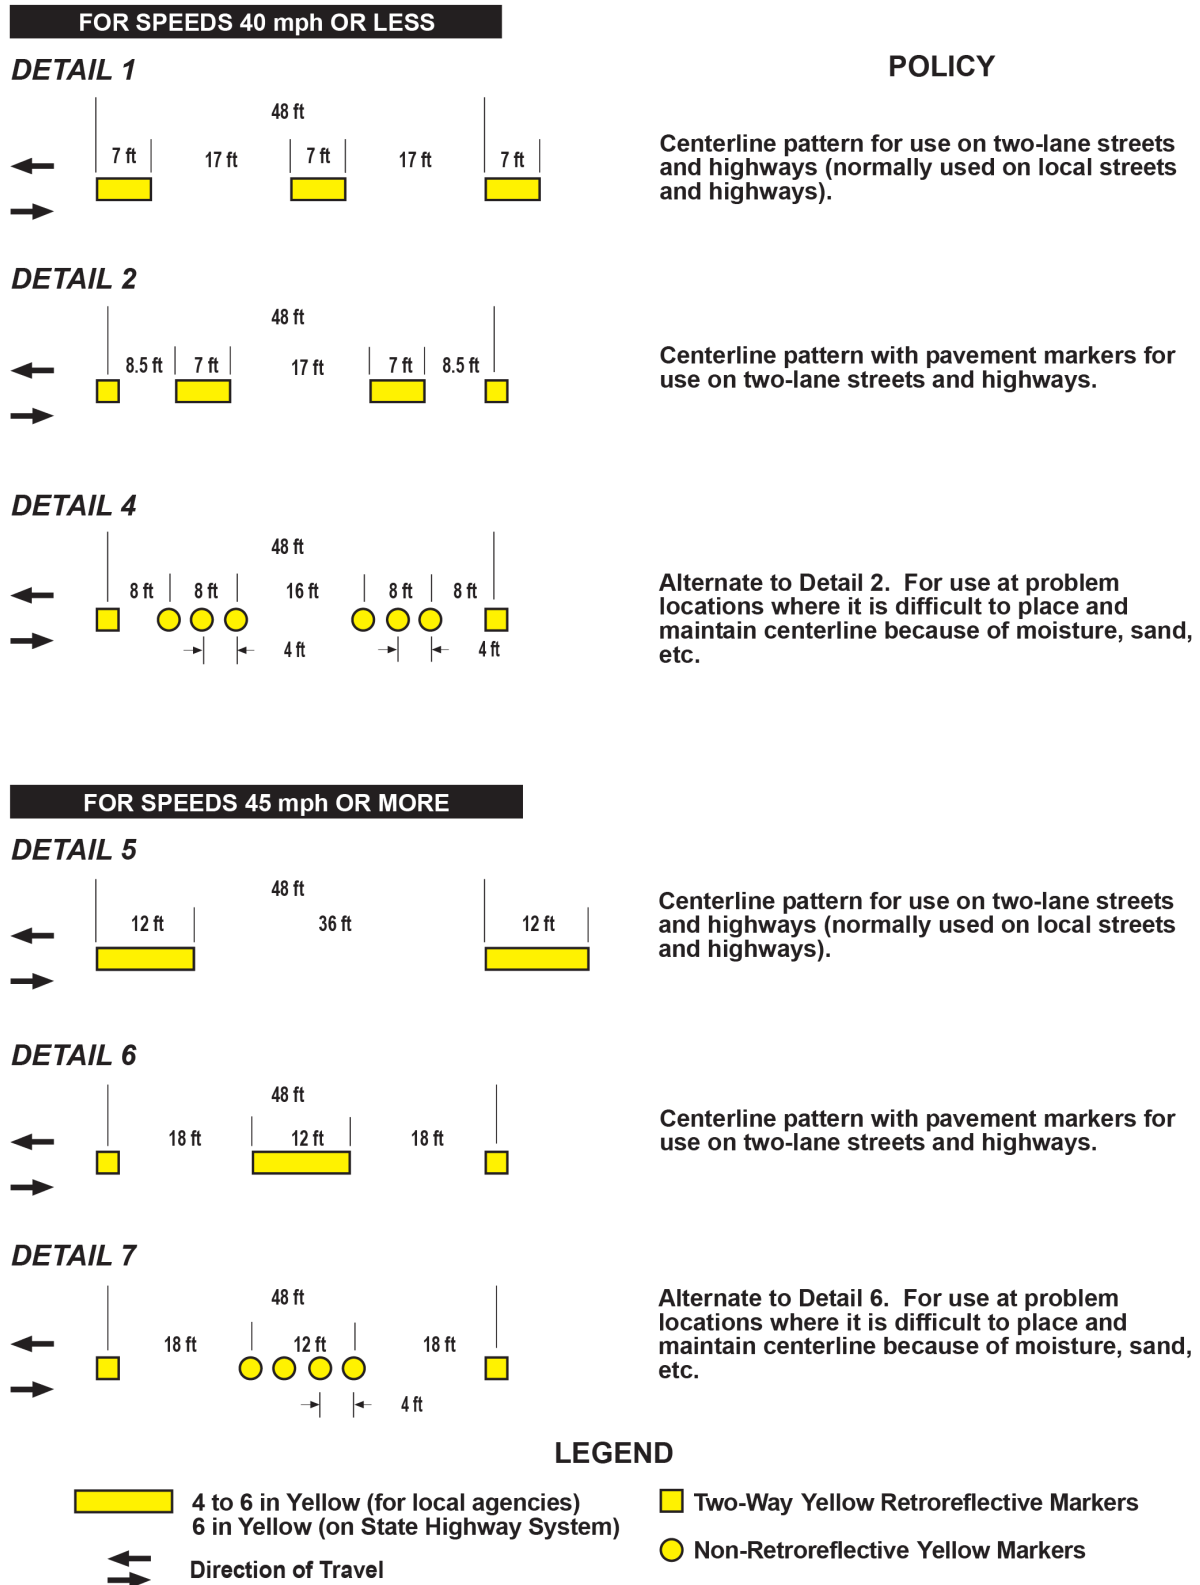 FOR SPEEDS 40 mph OR LESS
DETAIL 1
POLICY
48 ft
7 ft 17 ft 7 ft 17 ft 7 ft
Centerline pattern for use on two-lane streets
and highways (normally used on local streets
and highways).
DETAIL 2
48 ft
8.5 ft 7 ft 17 ft 7 ft 8.5 ft
Centerline pattern with pavement markers for
use on two-lane streets and highways.
DETAIL 4
48 ft
8 ft 8 ft 16 ft 8 ft 8 ft
4 ft 4 ft
Alternate to Detail 2. For use at problem
locations where it is difficult to place and
maintain centerline because of moisture, sand,
etc.
FOR SPEEDS 45 mph OR MORE
DETAIL 5
48 ft
12 ft 36 ft 12 ft
Centerline pattern for use on two-lane streets
and highways (normally used on local streets
and highways).
DETAIL 6
48 ft
18 ft 12 ft 18 ft
Centerline pattern with pavement markers for
use on two-lane streets and highways.
DETAIL 7
48 ft
18 ft 12 ft 18 ft
4 ft
Alternate to Detail 6. For use at problem
locations where it is difficult to place and
maintain centerline because of moisture, sand,
etc.
LEGEND
4 to 6 in Yellow (for local agencies)
6 in Yellow (on State Highway System)
Direction of Travel
Two-Way Yellow Retroreflective Markers
Non-Retroreflective Yellow Markers